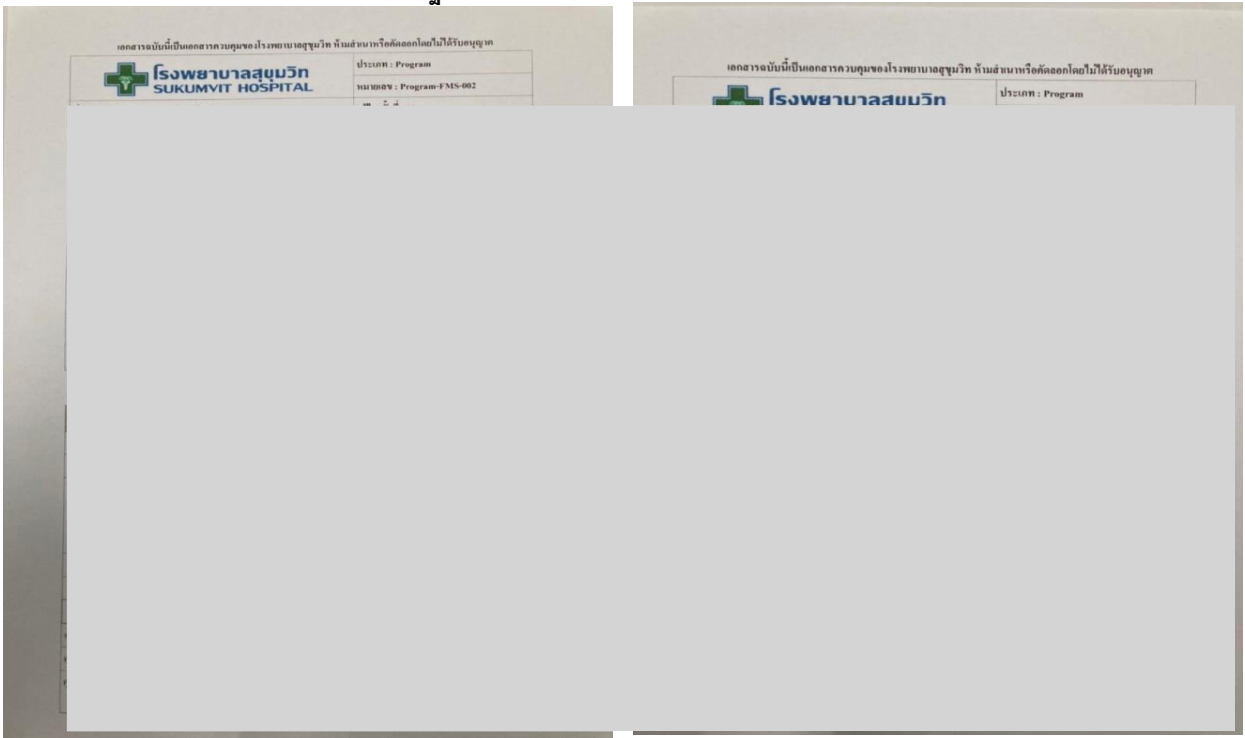 เอกสารฉบับนี้เป็นเอกสารควบคุมของโรงพยาบาลสุขุมวิท ห้ามสำเนาหรือคัดลอกโดยไม่ได้รับอนุญาต
โรงพยาบาลสุขุมวิท
SUKUMVIT HOSPITAL
ประเภท : Program
หมายเลข : Program-FMS-002
เอกสารฉบับนี้เป็นเอกสารควบคุมของโรงพยาบาลสุขุมวิท ห้ามสำเนาหรือคัดลอกโดยไม่ได้รับอนุญาต
โรงพยาบาลสุขุมวิท
ประเภท : Program